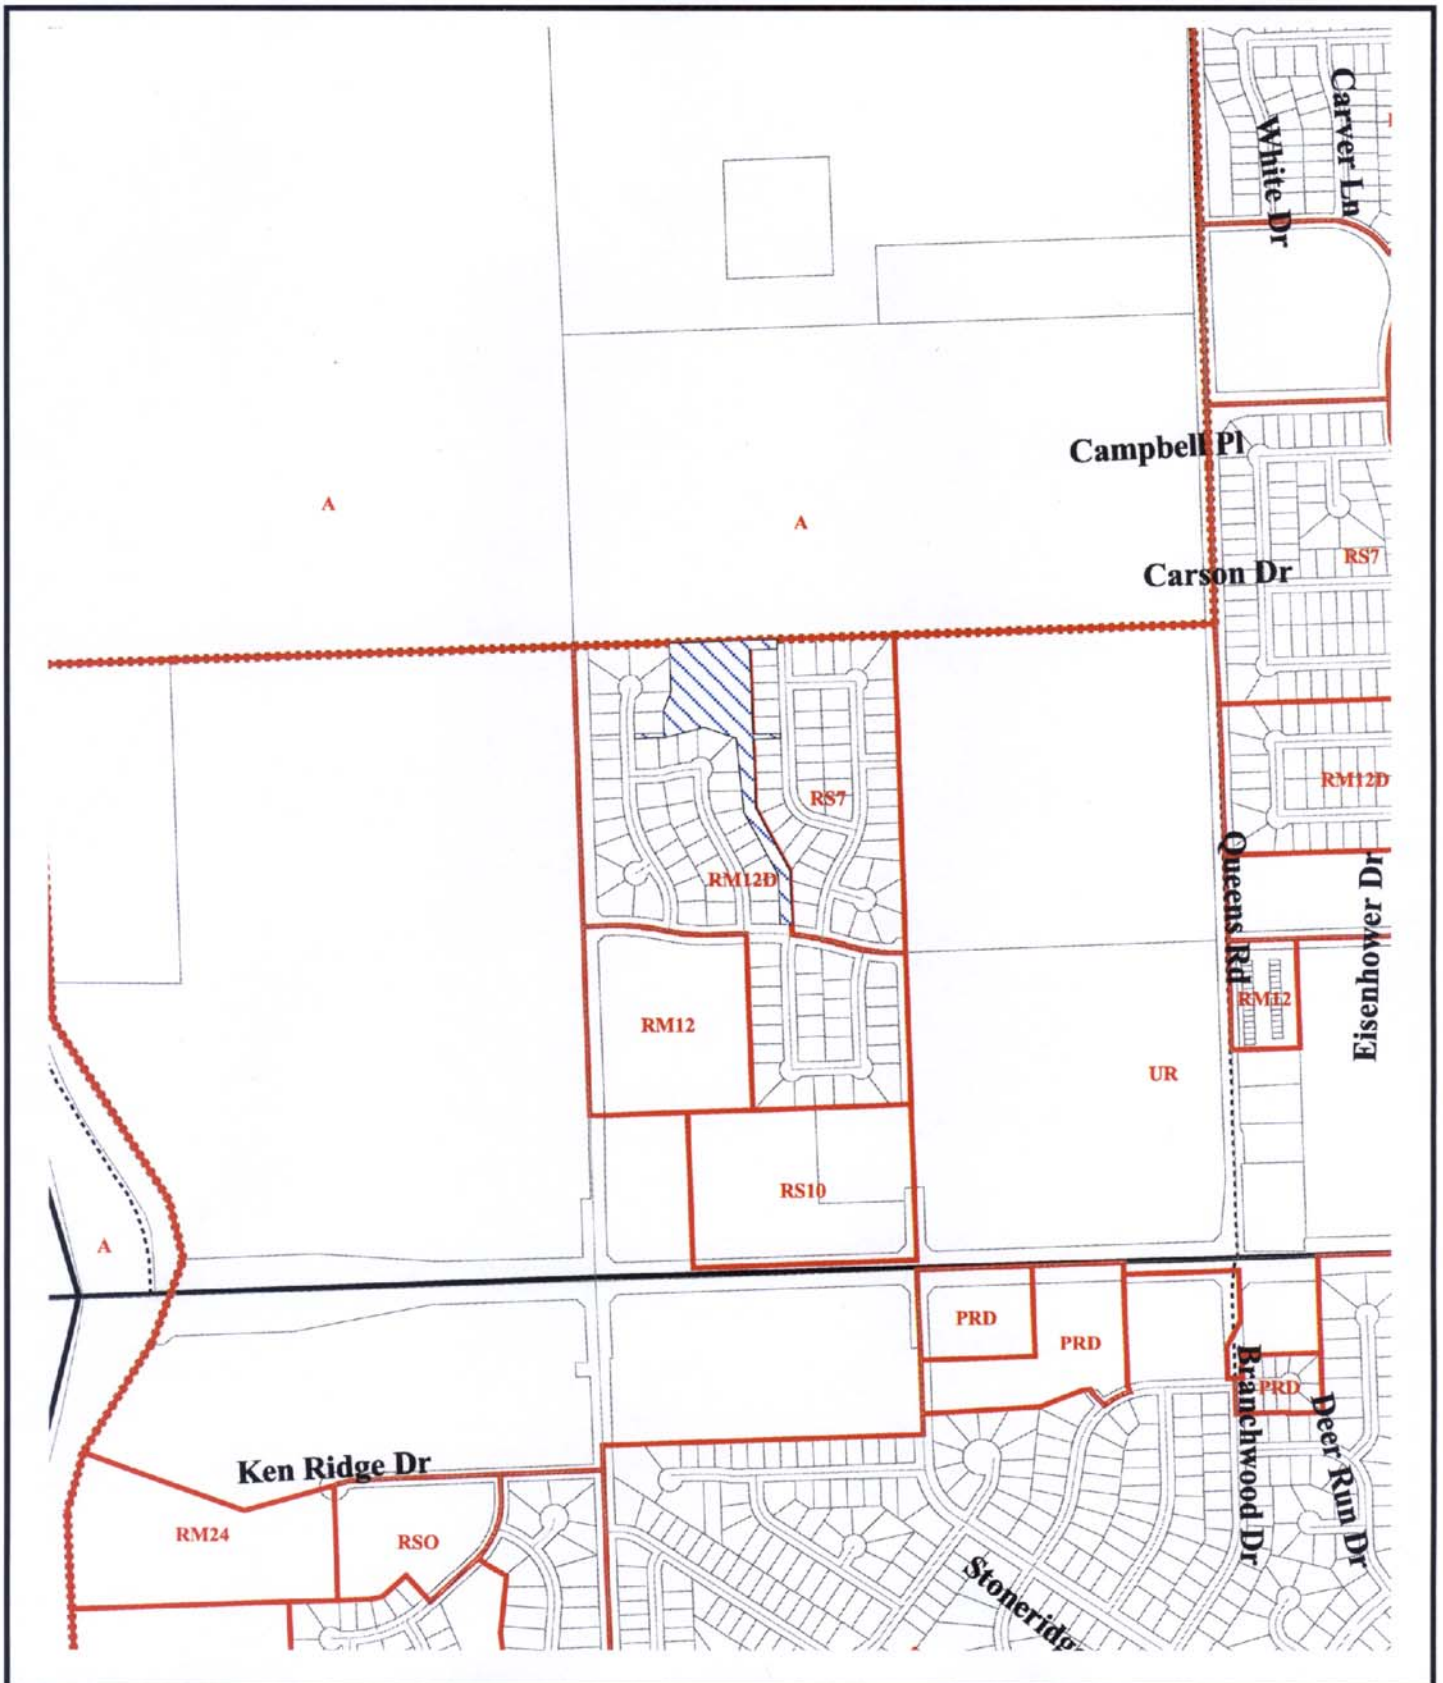 Carver Ln
White Dr
Campbell Pl
A
A
RS7
Carson Dr
RM12D
RS7
RM12D
Queens Rd
Eisenhower Dr
RM12
RM12
UR
RS10
A
PRD
PRD
PRD
Branchwood Dr
Deer Run Dr
Ken Ridge Dr
RM24
RSO